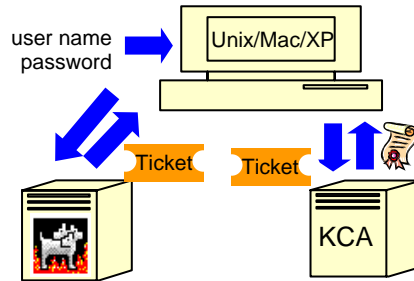 user name
password
Unix/Mac/XP
Ticket
Ticket
KCA